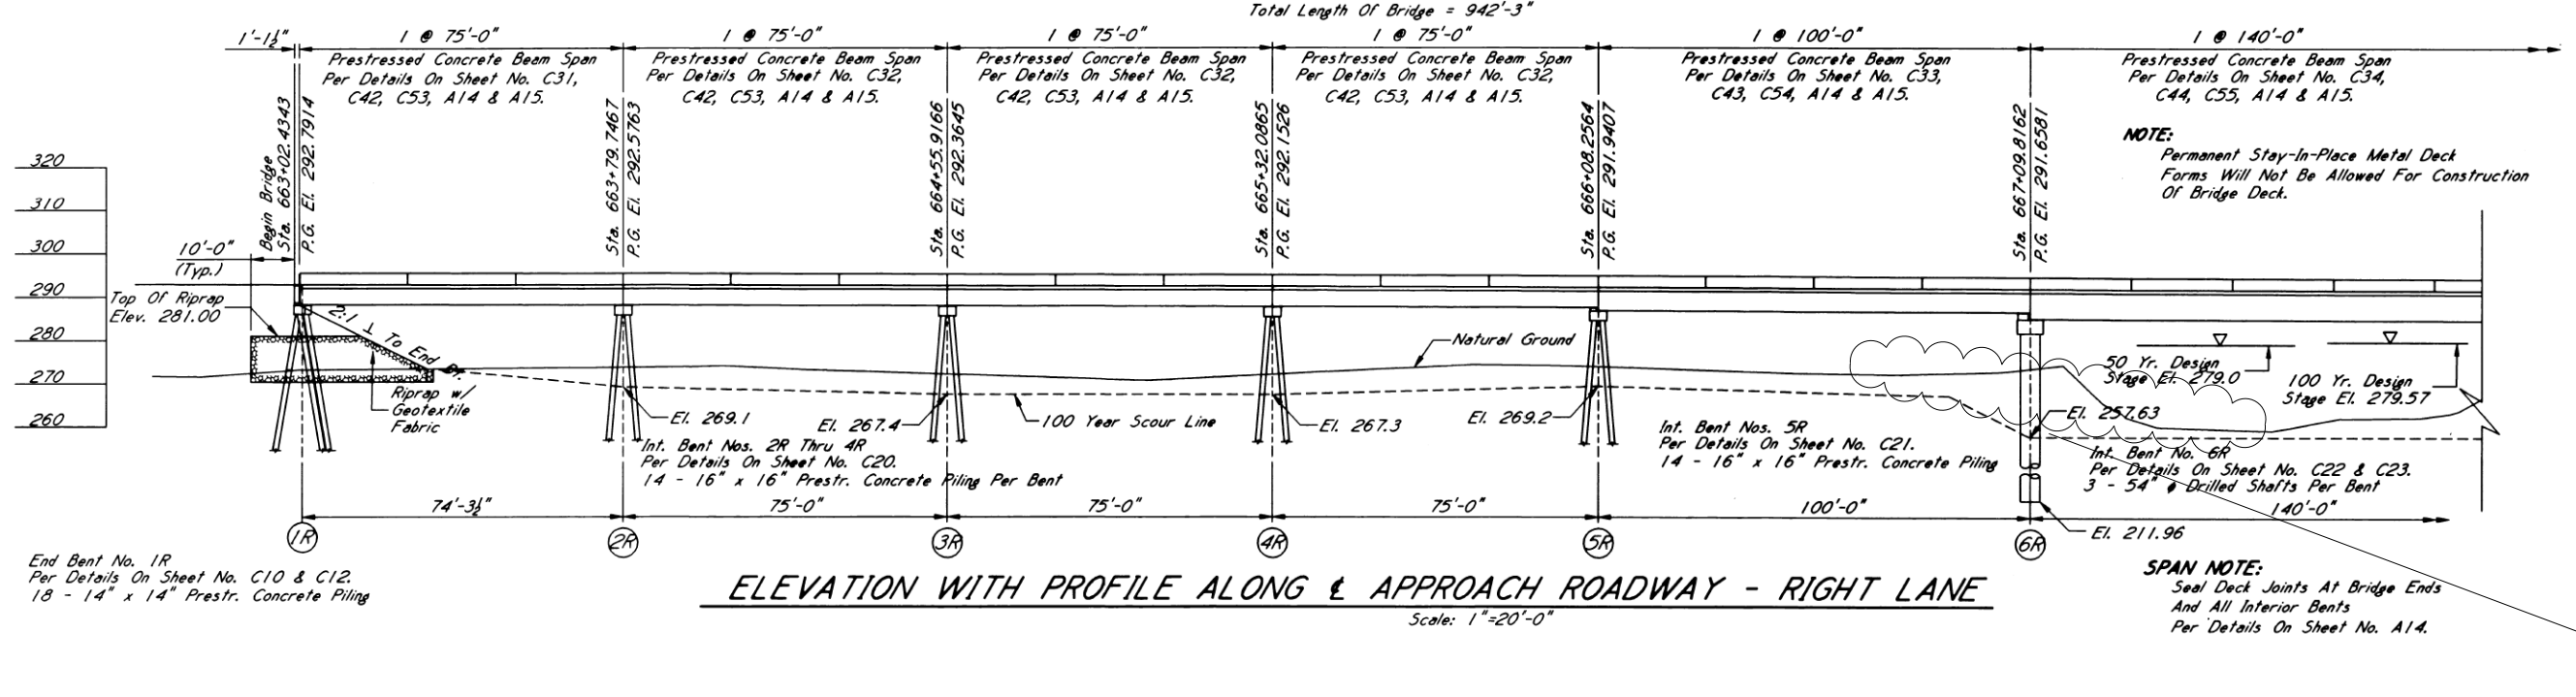 Total Length Of Bridge = 942'-3"
1'-1½"
1 @ 75'-0"
1 @ 75'-0"
1 @ 75'-0"
1 @ 75'-0"
1 @ 100'-0"
1 @ 140'-0"
Prestressed Concrete Beam Span
Per Details On Sheet No. C31,
C42, C53, A14 & A15.
Prestressed Concrete Beam Span
Per Details On Sheet No. C32,
C42, C53, A14 & A15.
Prestressed Concrete Beam Span
Per Details On Sheet No. C32,
C42, C53, A14 & A15.
Prestressed Concrete Beam Span
Per Details On Sheet No. C32,
C42, C53, A14 & A15.
Prestressed Concrete Beam Span
Per Details On Sheet No. C33,
C43, C54, A14 & A15.
Prestressed Concrete Beam Span
Per Details On Sheet No. C34,
C44, C55, A14 & A15.
Begin Bridge
Sta. 663+02.4343
P.G. El. 292.7914
Sta. 663+79.7467
P.G. El. 292.5763
Sta. 664+55.9166
P.G. El. 292.3645
Sta. 665+32.0865
P.G. El. 292.1526
Sta. 666+08.2564
P.G. El. 291.9407
Sta. 667+09.8162
P.G. El. 291.6581
NOTE:
Permanent Stay-In-Place Metal Deck
Forms Will Not Be Allowed For Construction
Of Bridge Deck.
320
310
300
290
280
270
260
10'-0"
(Typ.)
Top Of Riprap
Elev. 281.00
2:1 ⊥ To End Br.
Riprap w/
Geotextile
Fabric
Natural Ground
50 Yr. Design
Stage El. 279.0
100 Yr. Design
Stage El. 279.57
El. 269.1
El. 267.4
100 Year Scour Line
El. 267.3
El. 269.2
El. 257.63
Int. Bent Nos. 2R Thru 4R
Per Details On Sheet No. C20.
14 - 16" x 16" Prestr. Concrete Piling Per Bent
Int. Bent Nos. 5R
Per Details On Sheet No. C21.
14 - 16" x 16" Prestr. Concrete Piling
Int. Bent No. 6R
Per Details On Sheet No. C22 & C23.
3 - 54" ϕ Drilled Shafts Per Bent
74'-3½"
75'-0"
75'-0"
75'-0"
100'-0"
140'-0"
El. 211.96
1R
2R
3R
4R
5R
6R
End Bent No. 1R
Per Details On Sheet No. C10 & C12.
18 - 14" x 14" Prestr. Concrete Piling
ELEVATION WITH PROFILE ALONG ℄ APPROACH ROADWAY - RIGHT LANE
Scale: 1"=20'-0"
SPAN NOTE:
Seal Deck Joints At Bridge Ends
And All Interior Bents
Per Details On Sheet No. A14.